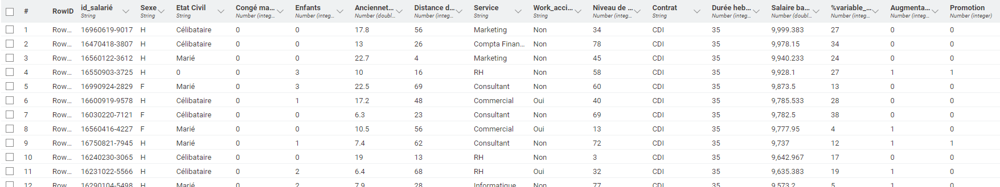 # RowID id_salarié Sexe Etat Civil Congé ma... Enfants Anciennet... Distance d... Service Work_acci... Niveau de ... Contrat Durée heb... Salaire ba... %variable_... Augmenta... Promotion
String String String Number (integ... Number (integ... Number (doubl... Number (integ... String String Number (integ... String Number (integ... Number (doubl... Number (integ... Number (integ... Number (integer)
1 Row... 16960619-9017 H Célibataire 0 0 17.8 56 Marketing Non 34 CDI 35 9,999.383 27 0 0
2 Row... 16470418-3807 H Célibataire 0 0 13 26 Compta Finan... Non 78 CDI 35 9,978.15 34 0 0
3 Row... 16560122-3612 H Marié 0 0 22.7 4 Marketing Non 45 CDI 35 9,940.233 24 0 0
4 Row... 16550903-3725 H 0 0 3 10 16 RH Non 58 CDI 35 9,928.1 27 1 1
5 Row... 16990924-2829 F Marié 0 3 22.5 69 Consultant Non 60 CDI 35 9,873.5 13 0 0
6 Row... 16600919-9578 H Célibataire 0 1 17.2 48 Commercial Oui 40 CDI 35 9,785.533 28 0 0
7 Row... 16030220-7121 F Célibataire 0 0 6.3 23 Consultant Non 69 CDI 35 9,782.5 38 0 0
8 Row... 16560416-4227 F Marié 0 0 10.5 56 Commercial Oui 13 CDI 35 9,777.95 4 1 0
9 Row... 16750821-7945 H Marié 0 1 7.4 62 Consultant Non 72 CDI 35 9,737 12 1 1
10 Row... 16240230-3065 H Célibataire 0 0 19 13 RH Non 3 CDI 35 9,642.967 17 0 0
11 Row... 16231022-5566 H Célibataire 0 2 6.4 68 RH Oui 32 CDI 35 9,635.383 19 1 0
12 Row... 16290104-5498 H Marié 0 2 7.9 28 Informatique Non 77 CDI 35 9,573.2 5 1 0